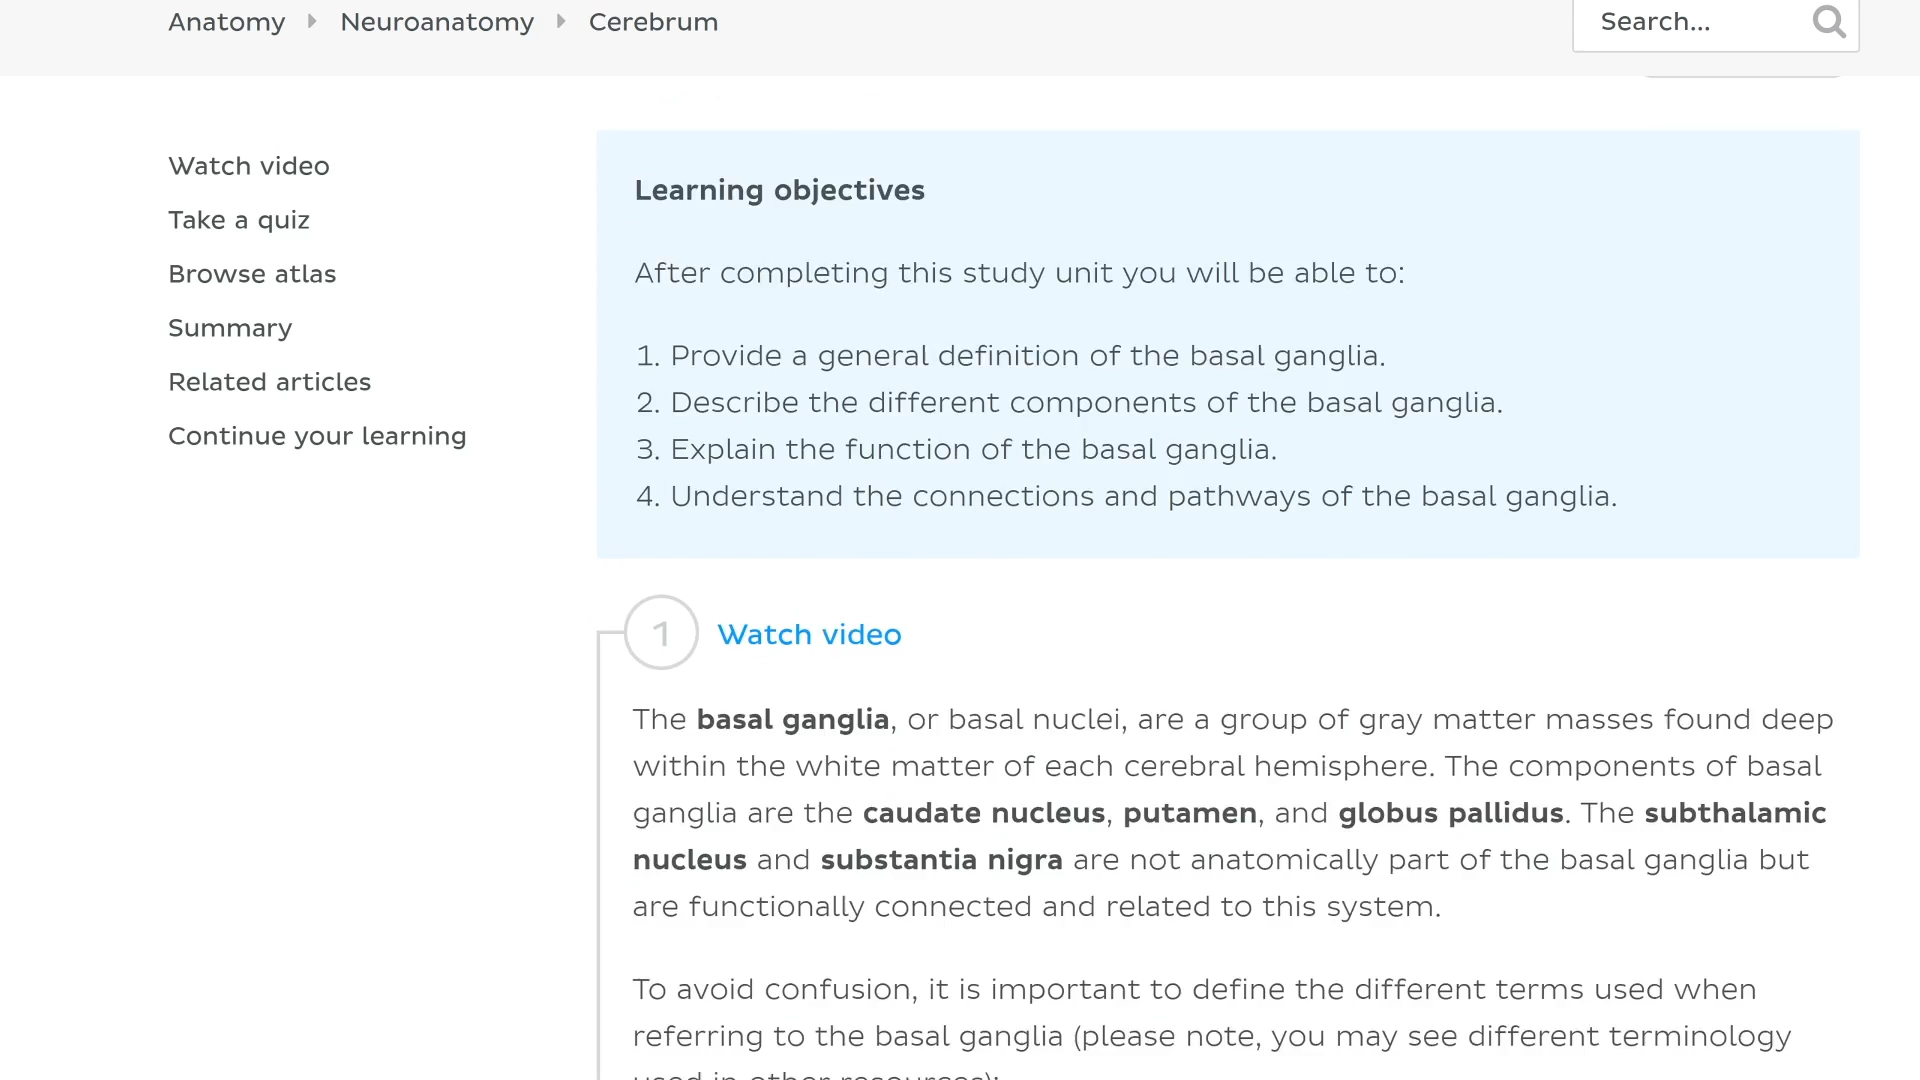 Anatomy Neuroanatomy Cerebrum
Search...
Watch video
Take a quiz
Browse atlas
Summary
Related articles
Continue your learning
Learning objectives
After completing this study unit you will be able to:
1. Provide a general definition of the basal ganglia.
2. Describe the different components of the basal ganglia.
3. Explain the function of the basal ganglia.
4. Understand the connections and pathways of the basal ganglia.
1 Watch video
The basal ganglia, or basal nuclei, are a group of gray matter masses found deep
within the white matter of each cerebral hemisphere. The components of basal
ganglia are the caudate nucleus, putamen, and globus pallidus. The subthalamic
nucleus and substantia nigra are not anatomically part of the basal ganglia but
are functionally connected and related to this system.
To avoid confusion, it is important to define the different terms used when
referring to the basal ganglia (please note, you may see different terminology
used in other resources):